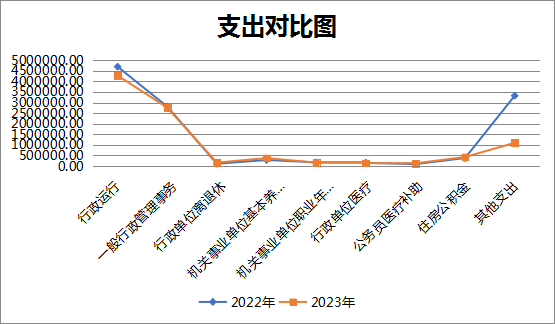 支出对比图
5000000.00
4500000.00
4000000.00
3500000.00
3000000.00
2500000.00
2000000.00
1500000.00
1000000.00
500000.00
0.00
行政运行
一般行政管理事务
行政单位离退休
机关事业单位基本养...
机关事业单位职业年...
行政单位医疗
公务员医疗补助
住房公积金
其他支出
2022年 2023年